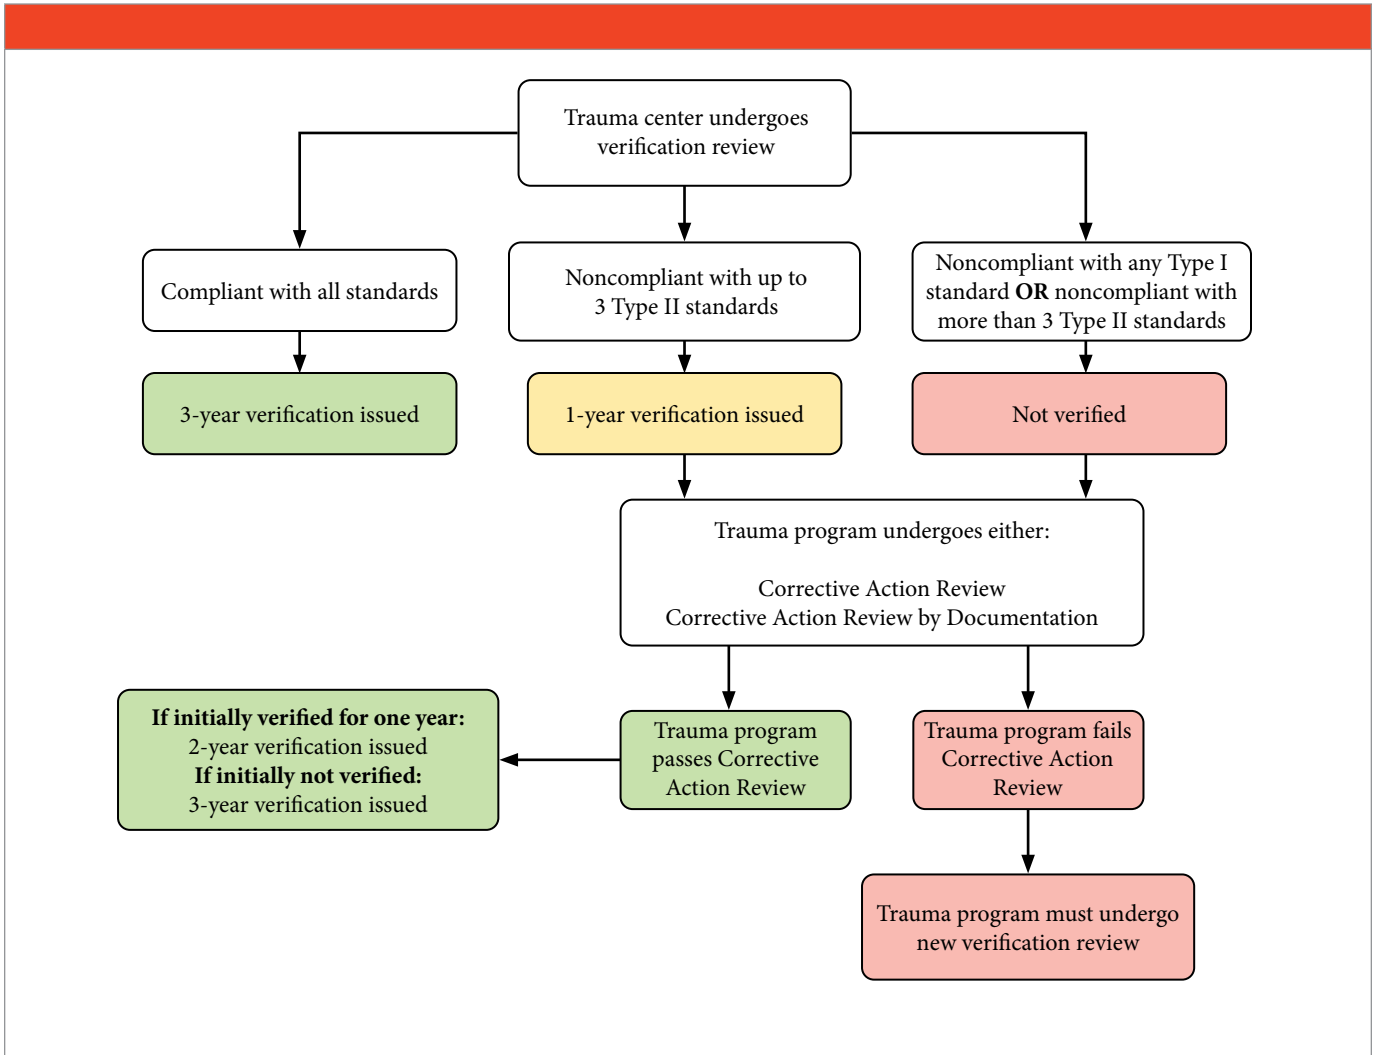 Trauma center undergoes
verification review
Compliant with all standards
Noncompliant with up to
3 Type II standards
Noncompliant with any Type I
standard OR noncompliant with
more than 3 Type II standards
3-year verification issued
1-year verification issued
Not verified
Trauma program undergoes either:
Corrective Action Review
Corrective Action Review by Documentation
If initially verified for one year:
2-year verification issued
If initially not verified:
3-year verification issued
Trauma program
passes Corrective
Action Review
Trauma program fails
Corrective Action
Review
Trauma program must undergo
new verification review